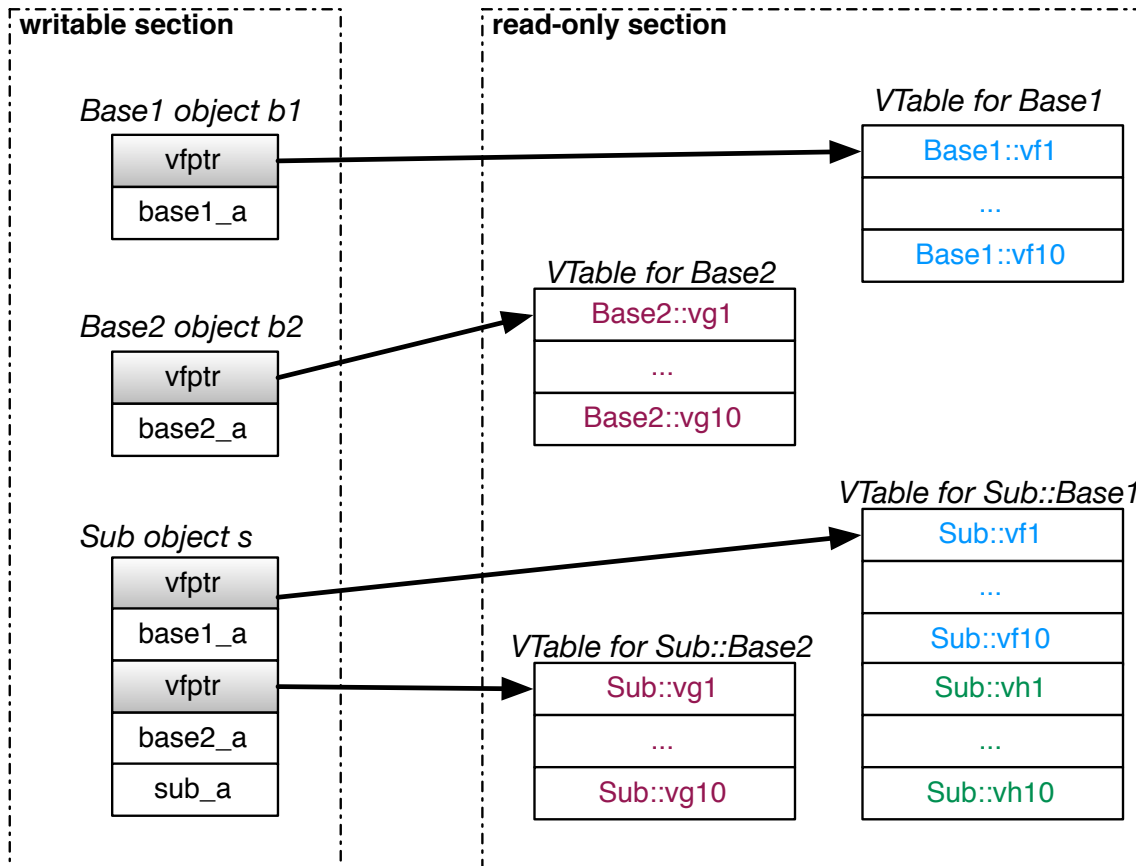 writable section
read-only section
Base1 object b1
vfptr
base1_a
VTable for Base1
Base1::vf1
...
Base1::vf10
Base2 object b2
vfptr
base2_a
VTable for Base2
Base2::vg1
...
Base2::vg10
Sub object s
vfptr
base1_a
vfptr
base2_a
sub_a
VTable for Sub::Base2
Sub::vg1
...
Sub::vg10
VTable for Sub::Base1
Sub::vf1
...
Sub::vf10
Sub::vh1
...
Sub::vh10